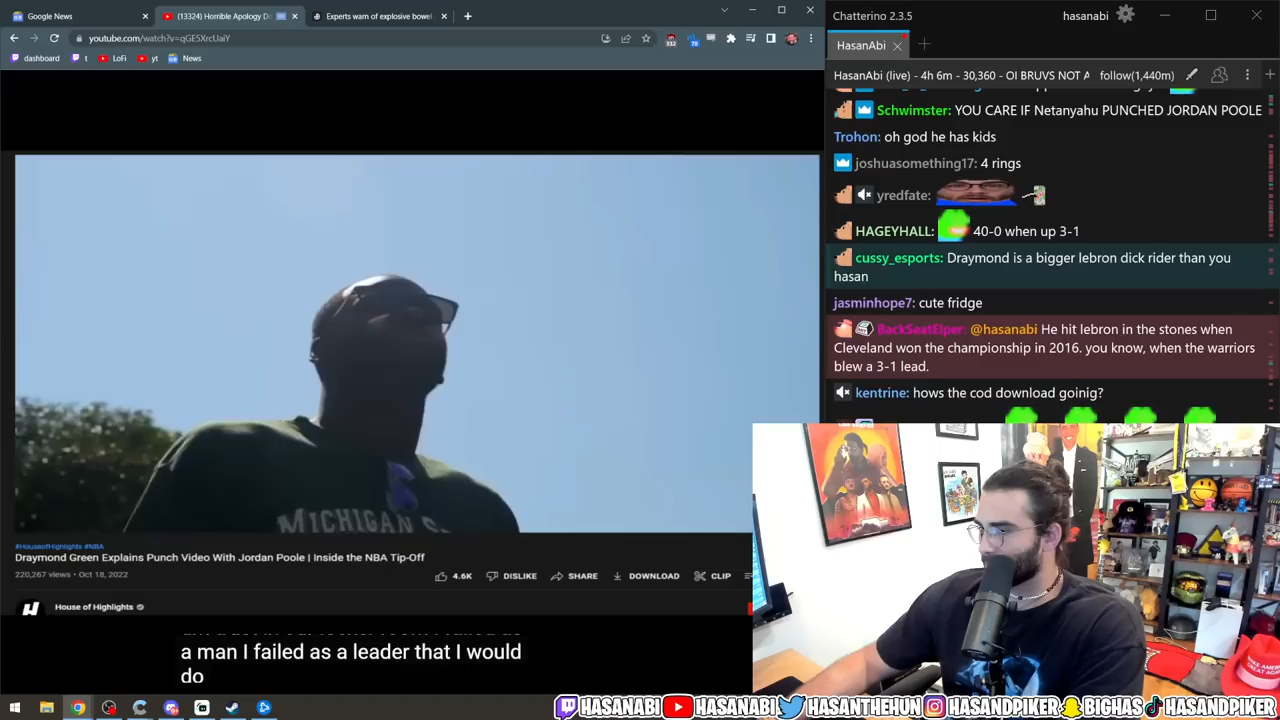 Google News
(13324) Horrible Apology Do
Experts warn of explosive bowel
youtube.com/watch?v=qGE5XrcUaiY
332
78
dashboard
t
LoFi
yt
News
MICHIGAN S
#HouseofHighlights #NBA
Draymond Green Explains Punch Video With Jordan Poole | Inside the NBA Tip-Off
220,267 views • Oct 18, 2022
4.6K
DISLIKE
SHARE
DOWNLOAD
CLIP
House of Highlights
a man I failed as a leader that I would
do
Chatterino 2.3.5
hasanabi
HasanAbi
HasanAbi (live) - 4h 6m - 30,360 - OI BRUVS NOT A
follow(1,440m)
Schwimster: YOU CARE IF Netanyahu PUNCHED JORDAN POOLE
Trohon: oh god he has kids
joshuasomething17: 4 rings
yredfate:
HAGEYHALL: 40-0 when up 3-1
cussy_esports: Draymond is a bigger lebron dick rider than you
hasan
jasminhope7: cute fridge
BackSeatElper: @hasanabi He hit lebron in the stones when
Cleveland won the championship in 2016. you know, when the warriors
blew a 3-1 lead.
kentrine: hows the cod download goinig?
HASANABI
HASANABI
HASANTHEHUN
HASANDPIKER
BIGHAS
HASANDPIKER